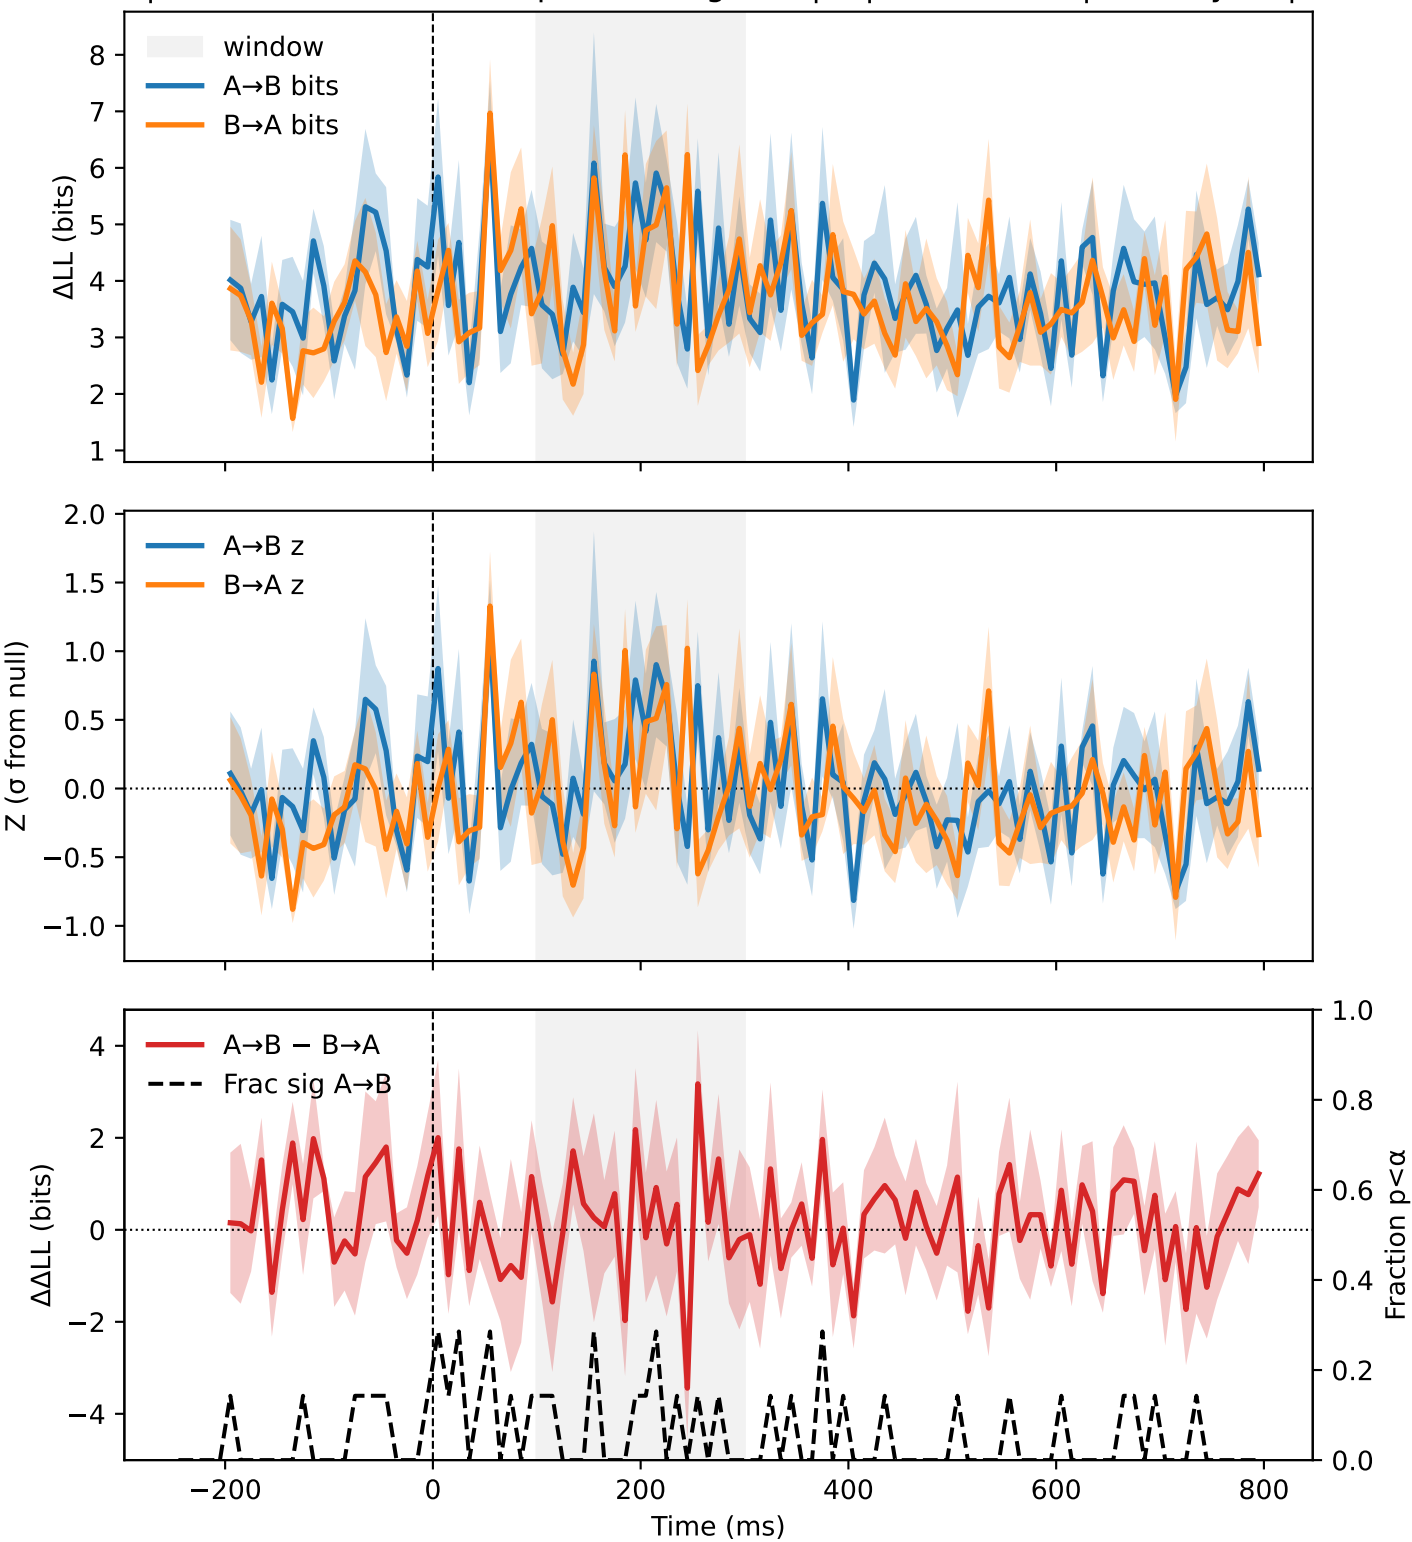 8
7
6
5
4
3
2
1
ΔLL (bits)
window
A→B bits
B→A bits
2.0
1.5
1.0
0.5
0.0
−0.5
−1.0
Z (σ from null)
A→B z
B→A z
4
2
0
−2
−4
ΔΔLL (bits)
A→B − B→A
Frac sig A→B
1.0
0.8
0.6
0.4
0.2
0.0
Fraction p<α
−200 0 200 400 600 800
Time (ms)